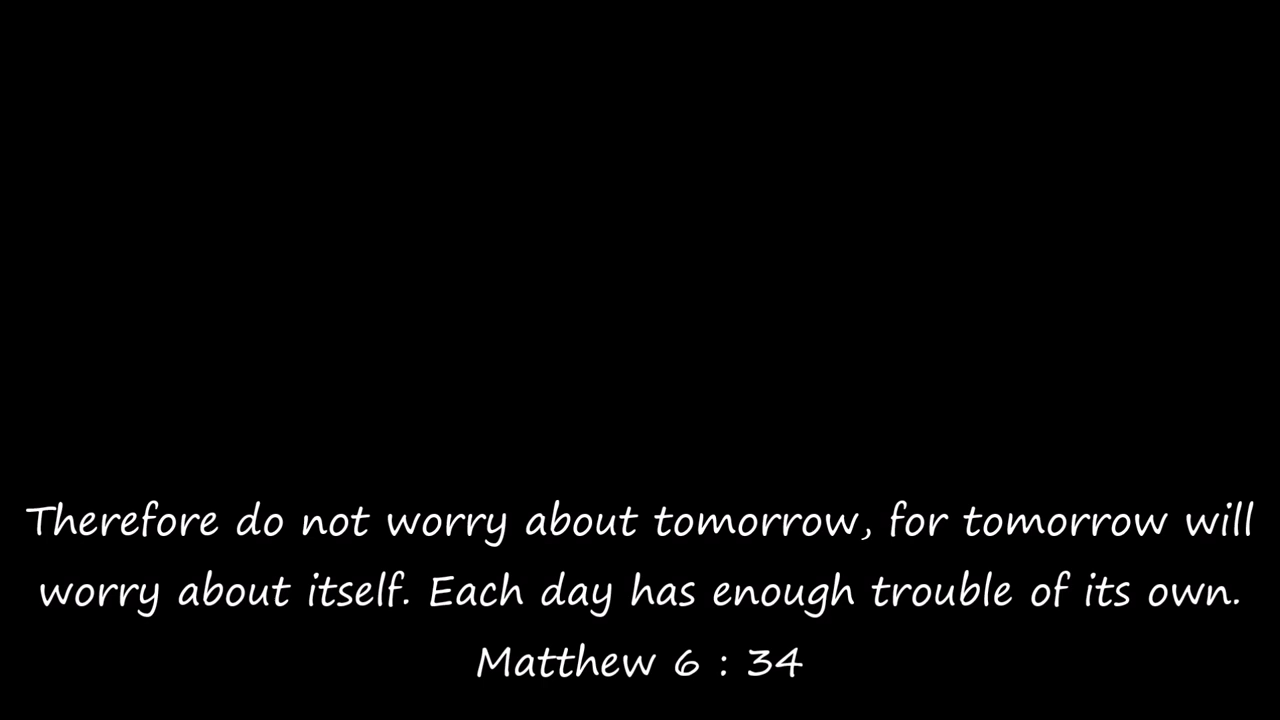 Therefore do not worry about tomorrow, for tomorrow will
worry about itself. Each day has enough trouble of its own.
Matthew 6 : 34